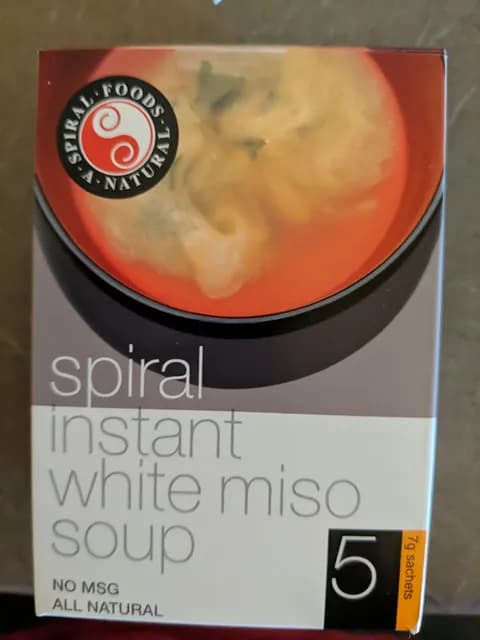 SPIRAL · FOODS · A · NATURAL
spiral
instant
white miso
soup
NO MSG
ALL NATURAL
5
7g sachets